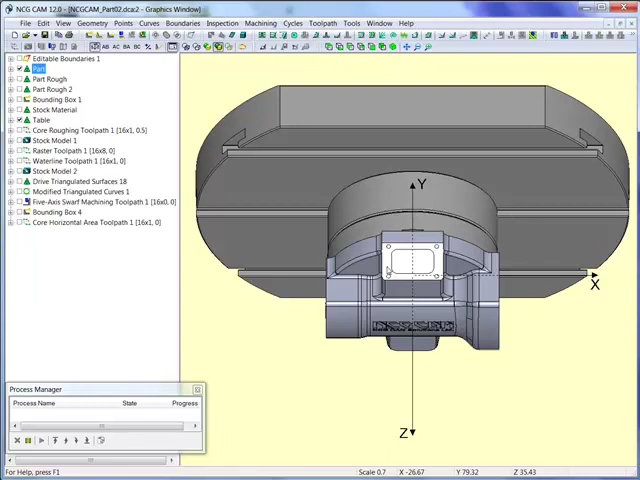 NCG CAM 12.0 - [NCGCAM_Part02.dca:2] - Graphics Window]
File Edit View Geometry Points Curves Boundaries Inspection Machining Cycles Toolpath Tools Window Help
AC AB BC
Editable Boundaries 1
Part
Part Rough
Part Rough 2
Bounding Box 1
Stock Material
Table
Core Roughing Toolpath 1 [16x1, 0.5]
Stock Model 1
Raster Toolpath 1 [16x8, 0]
Waterline Toolpath 1 [16x1, 0]
Stock Model 2
Drive Triangulated Surfaces 18
Modified Triangulated Curves 1
Five-Axis Swarf Machining Toolpath 1 [16x0, 0]
Bounding Box 4
Core Horizontal Area Toolpath 1 [16x1, 0]
Y
X
Z
Process Manager
Process Name State Progress
For Help, press F1
Scale 0.7 X -26.67 Y 79.32 Z 35.43